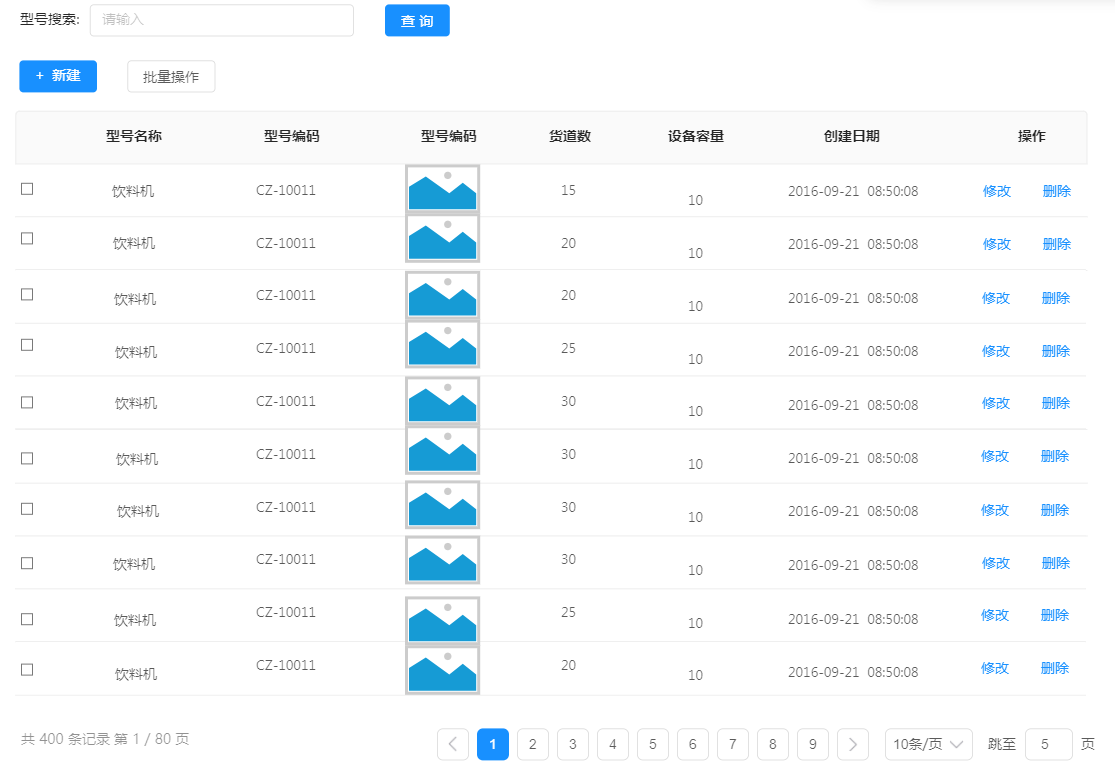 型号搜索: 请输入 查 询
+ 新建 批量操作
型号名称 型号编码 型号编码 货道数 设备容量 创建日期 操作
饮料机 CZ-10011 15 10 2016-09-21 08:50:08 修改 删除
饮料机 CZ-10011 20 10 2016-09-21 08:50:08 修改 删除
饮料机 CZ-10011 20 10 2016-09-21 08:50:08 修改 删除
饮料机 CZ-10011 25 10 2016-09-21 08:50:08 修改 删除
饮料机 CZ-10011 30 10 2016-09-21 08:50:08 修改 删除
饮料机 CZ-10011 30 10 2016-09-21 08:50:08 修改 删除
饮料机 CZ-10011 30 10 2016-09-21 08:50:08 修改 删除
饮料机 CZ-10011 30 10 2016-09-21 08:50:08 修改 删除
饮料机 CZ-10011 25 10 2016-09-21 08:50:08 修改 删除
饮料机 CZ-10011 20 10 2016-09-21 08:50:08 修改 删除
共 400 条记录 第 1 / 80 页 1 2 3 4 5 6 7 8 9 10条/页 跳至 5 页